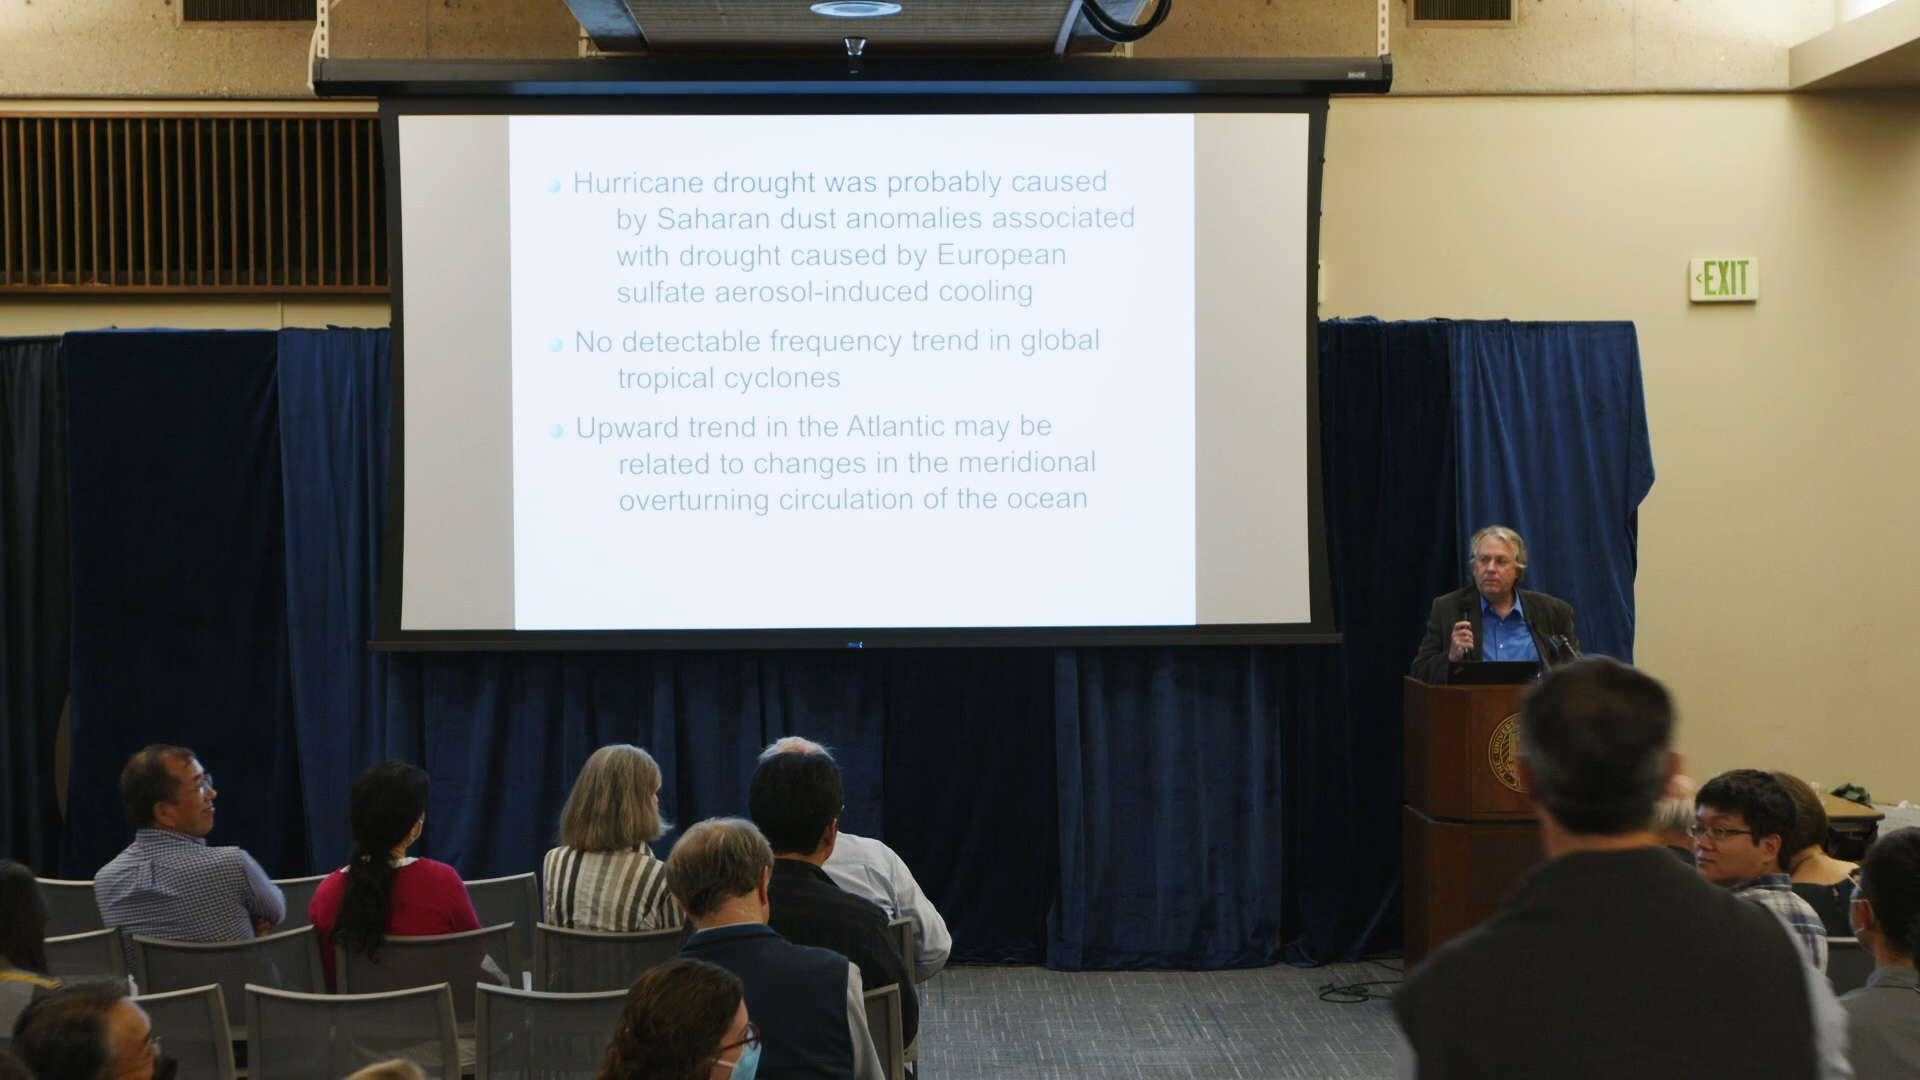 Hurricane drought was probably caused
by Saharan dust anomalies associated
with drought caused by European
sulfate aerosol-induced cooling
No detectable frequency trend in global
tropical cyclones
Upward trend in the Atlantic may be
related to changes in the meridional
overturning circulation of the ocean
EXIT
THE